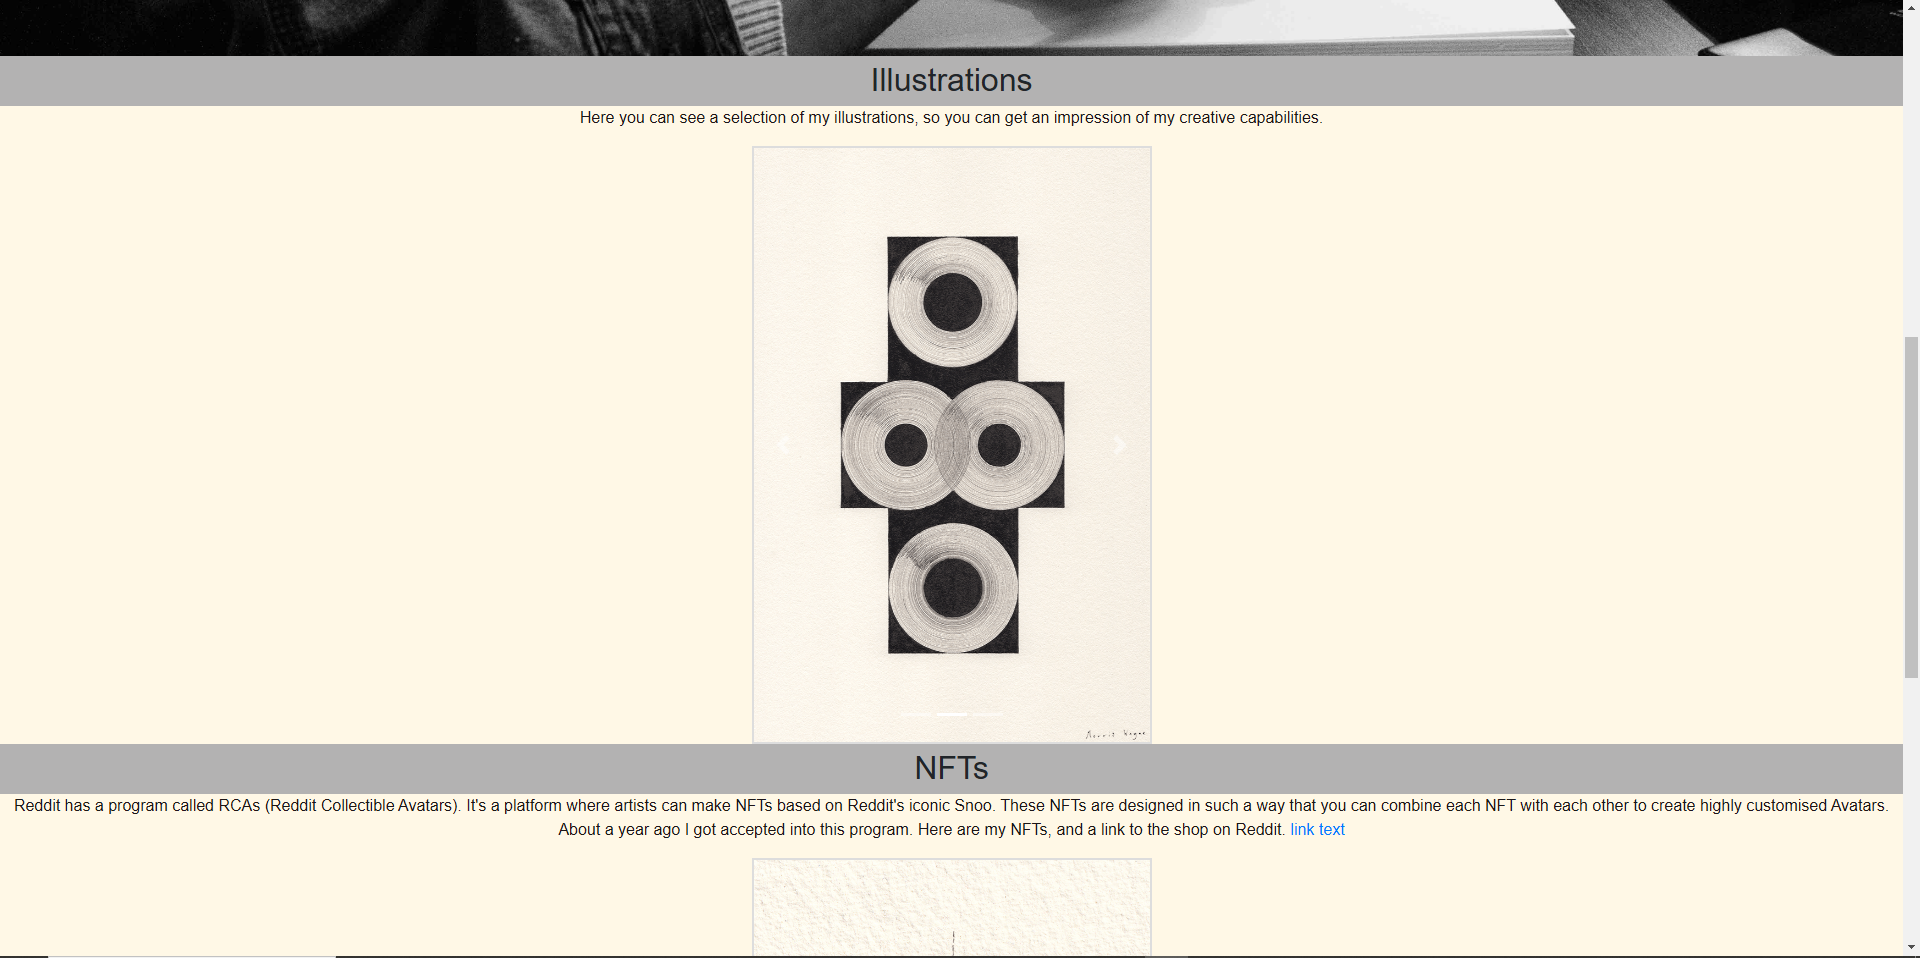 Illustrations
Here you can see a selection of my illustrations, so you can get an impression of my creative capabilities.
NFTs
Reddit has a program called RCAs (Reddit Collectible Avatars). It's a platform where artists can make NFTs based on Reddit's iconic Snoo. These NFTs are designed in such a way that you can combine each NFT with each other to create highly customised Avatars.
About a year ago I got accepted into this program. Here are my NFTs, and a link to the shop on Reddit. link text